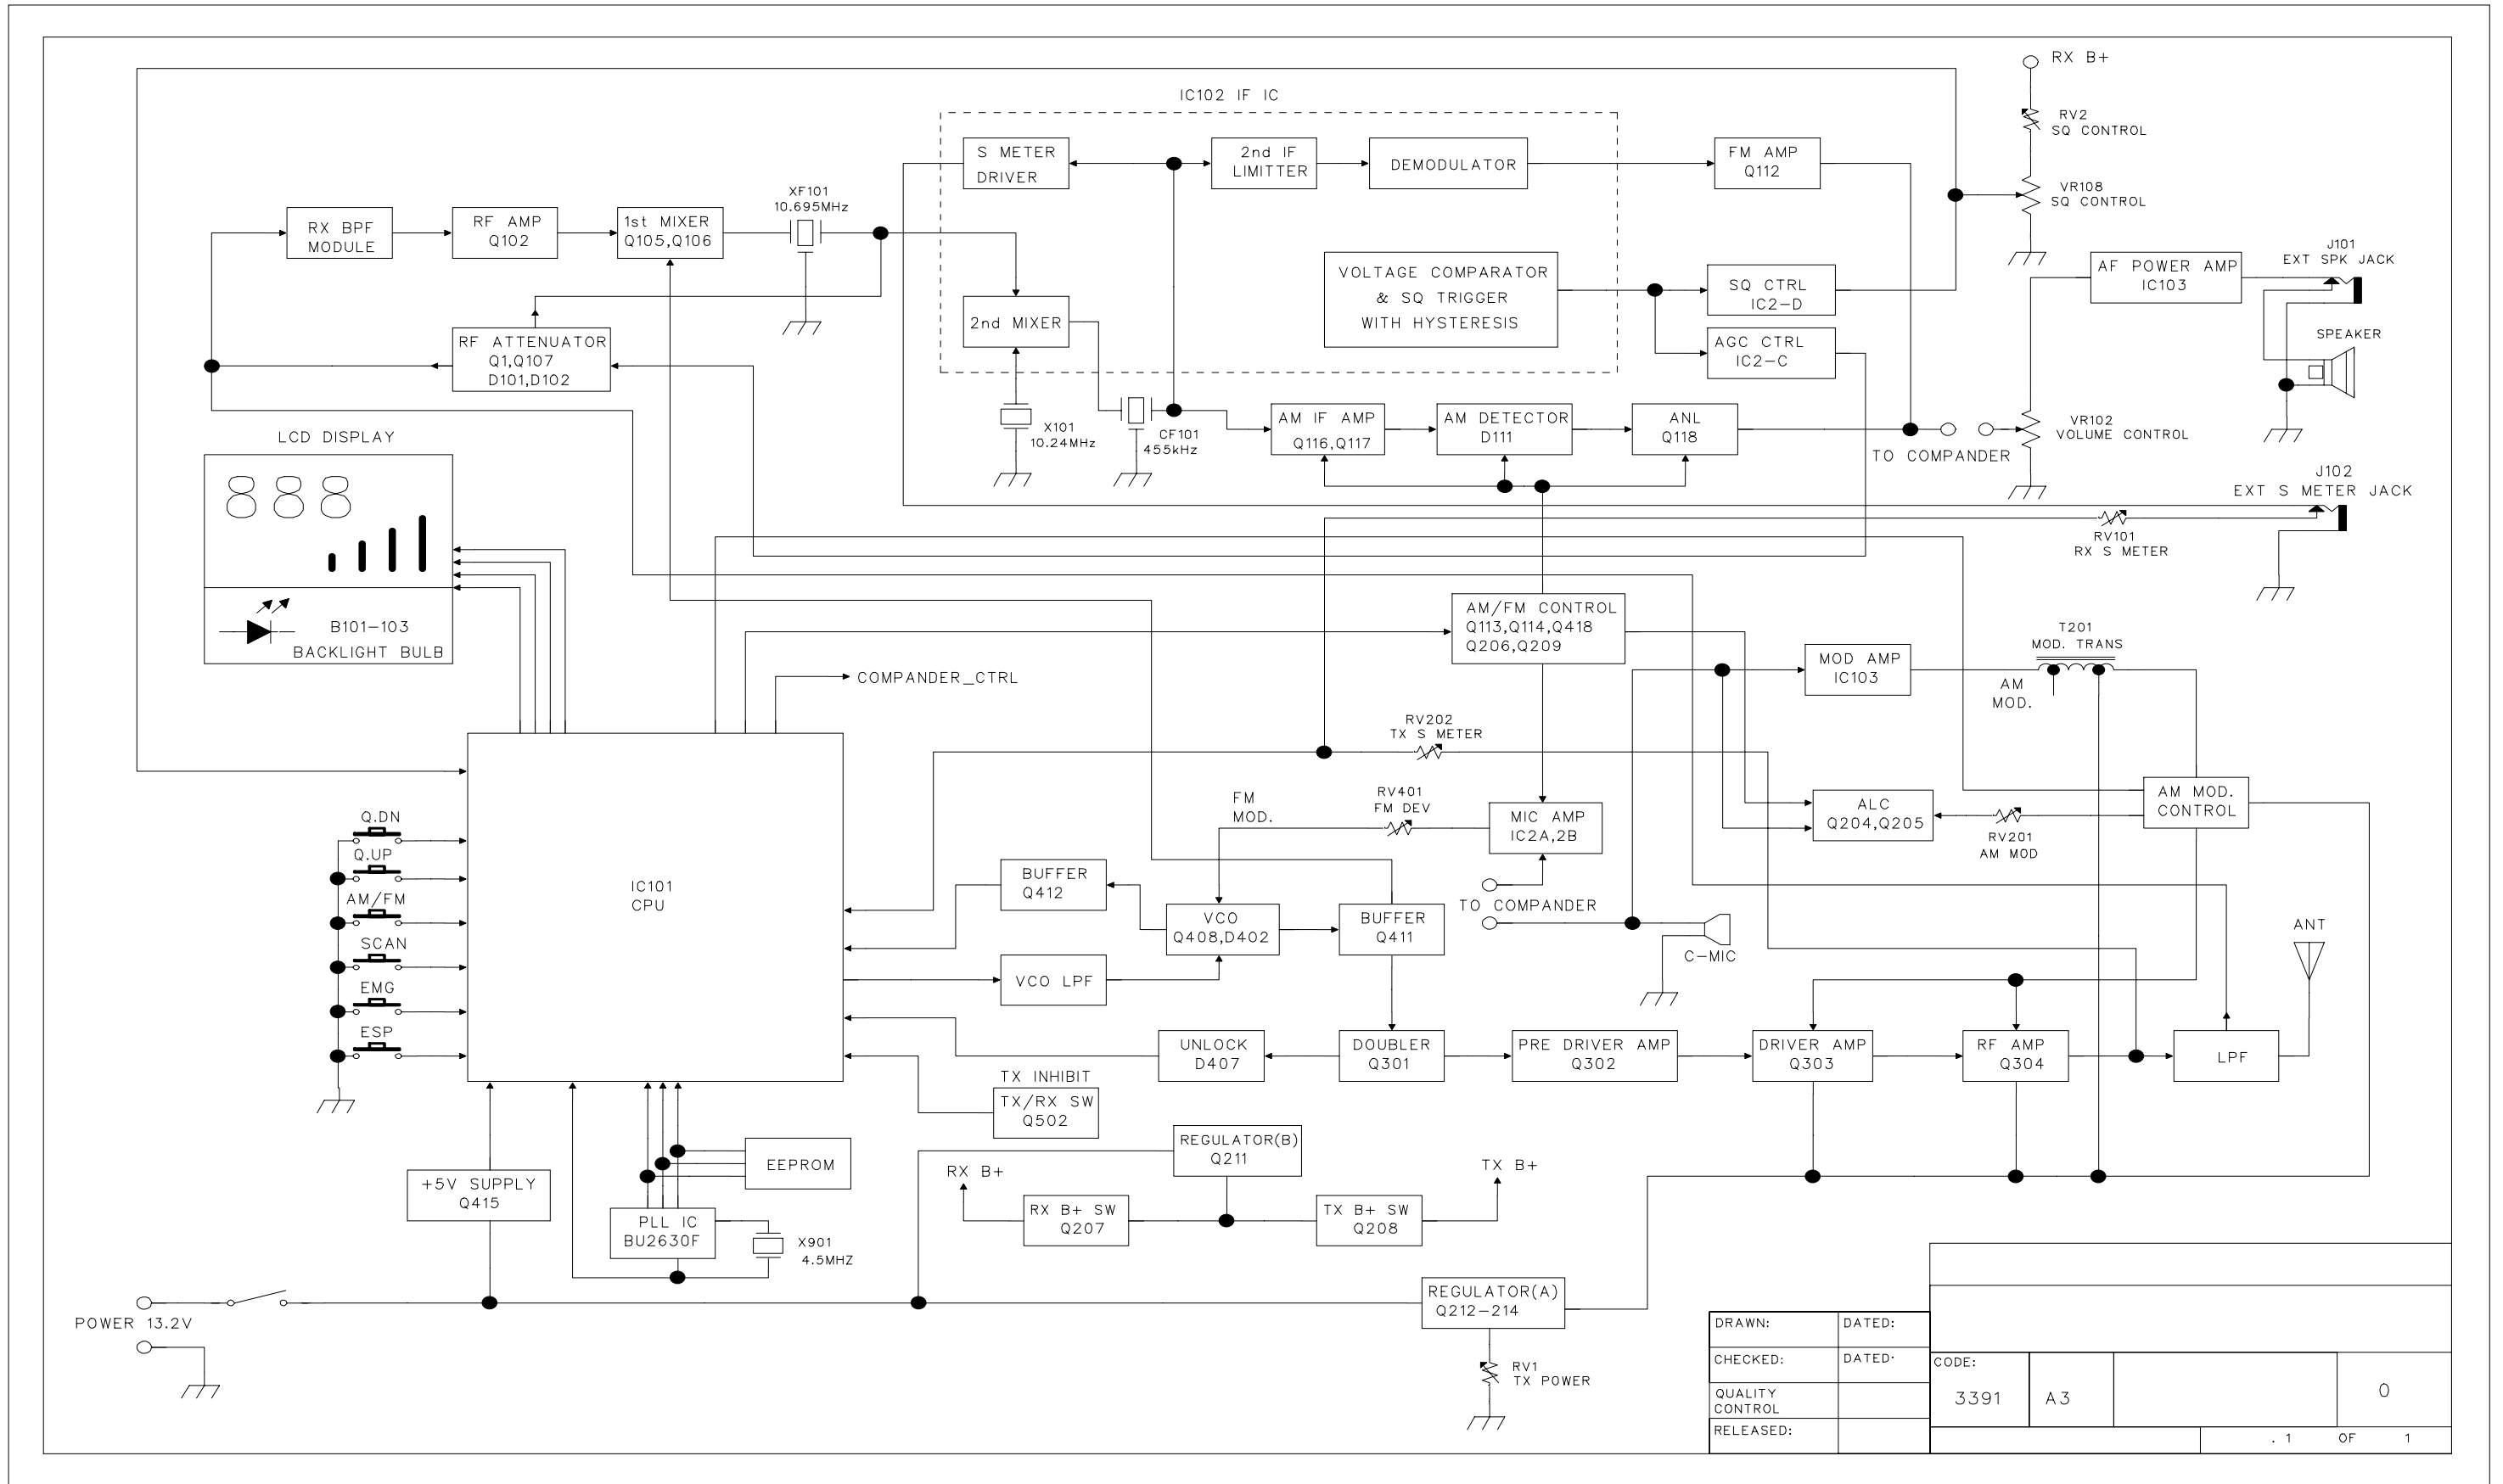 RX B+
RV2
SQ CONTROL
IC102 IF IC
S METER
DRIVER
2nd IF
LIMITTER
DEMODULATOR
FM AMP
Q112
XF101
10.695MHz
VR108
SQ CONTROL
RX BPF
MODULE
RF AMP
Q102
1st MIXER
Q105,Q106
J101
EXT SPK JACK
VOLTAGE COMPARATOR
& SQ TRIGGER
WITH HYSTERESIS
SQ CTRL
IC2-D
AF POWER AMP
IC103
2nd MIXER
RF ATTENUATOR
Q1,Q107
D101,D102
AGC CTRL
IC2-C
SPEAKER
X101
10.24MHz
CF101
455kHz
AM IF AMP
Q116,Q117
AM DETECTOR
D111
ANL
Q118
VR102
VOLUME CONTROL
TO COMPANDER
LCD DISPLAY
888
J102
EXT S METER JACK
RV101
RX S METER
B101-103
BACKLIGHT BULB
AM/FM CONTROL
Q113,Q114,Q418
Q206,Q209
T201
MOD. TRANS
MOD AMP
IC103
AM
MOD.
COMPANDER_CTRL
RV202
TX S METER
RV401
FM DEV
FM
MOD.
MIC AMP
IC2A,2B
ALC
Q204,Q205
AM MOD.
CONTROL
RV201
AM MOD
Q.DN
Q.UP
AM/FM
SCAN
EMG
ESP
IC101
CPU
BUFFER
Q412
VCO
Q408,D402
BUFFER
Q411
TO COMPANDER
C-MIC
ANT
VCO LPF
UNLOCK
D407
DOUBLER
Q301
PRE DRIVER AMP
Q302
DRIVER AMP
Q303
RF AMP
Q304
LPF
TX INHIBIT
TX/RX SW
Q502
REGULATOR(B)
Q211
EEPROM
+5V SUPPLY
Q415
RX B+
TX B+
RX B+ SW
Q207
TX B+ SW
Q208
PLL IC
BU2630F
X901
4.5MHZ
REGULATOR(A)
Q212-214
POWER 13.2V
RV1
TX POWER
DRAWN: DATED:
CHECKED: DATED·
QUALITY
CONTROL
RELEASED:
CODE:
3391 A3 0
. 1 OF 1